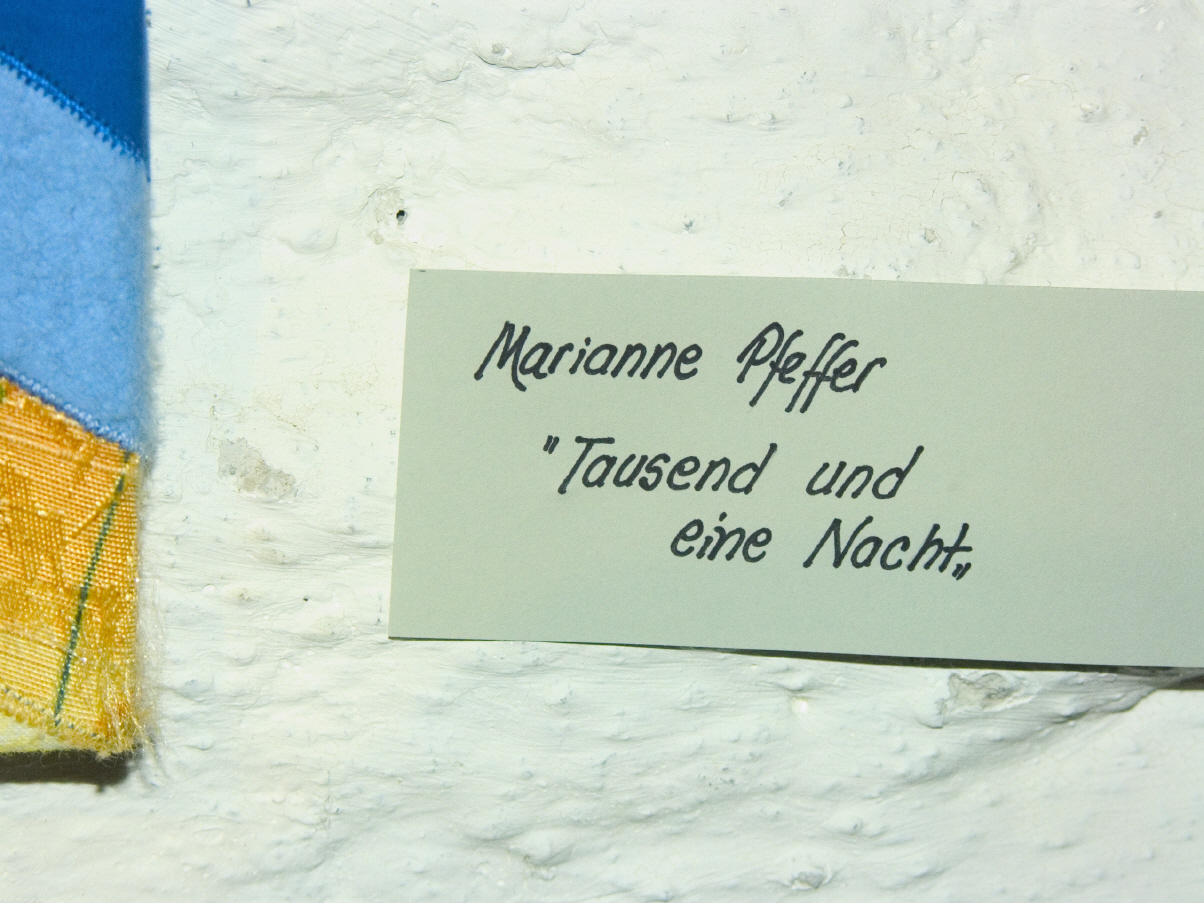 Marianne Pfeffer
"Tausend und
eine Nacht„